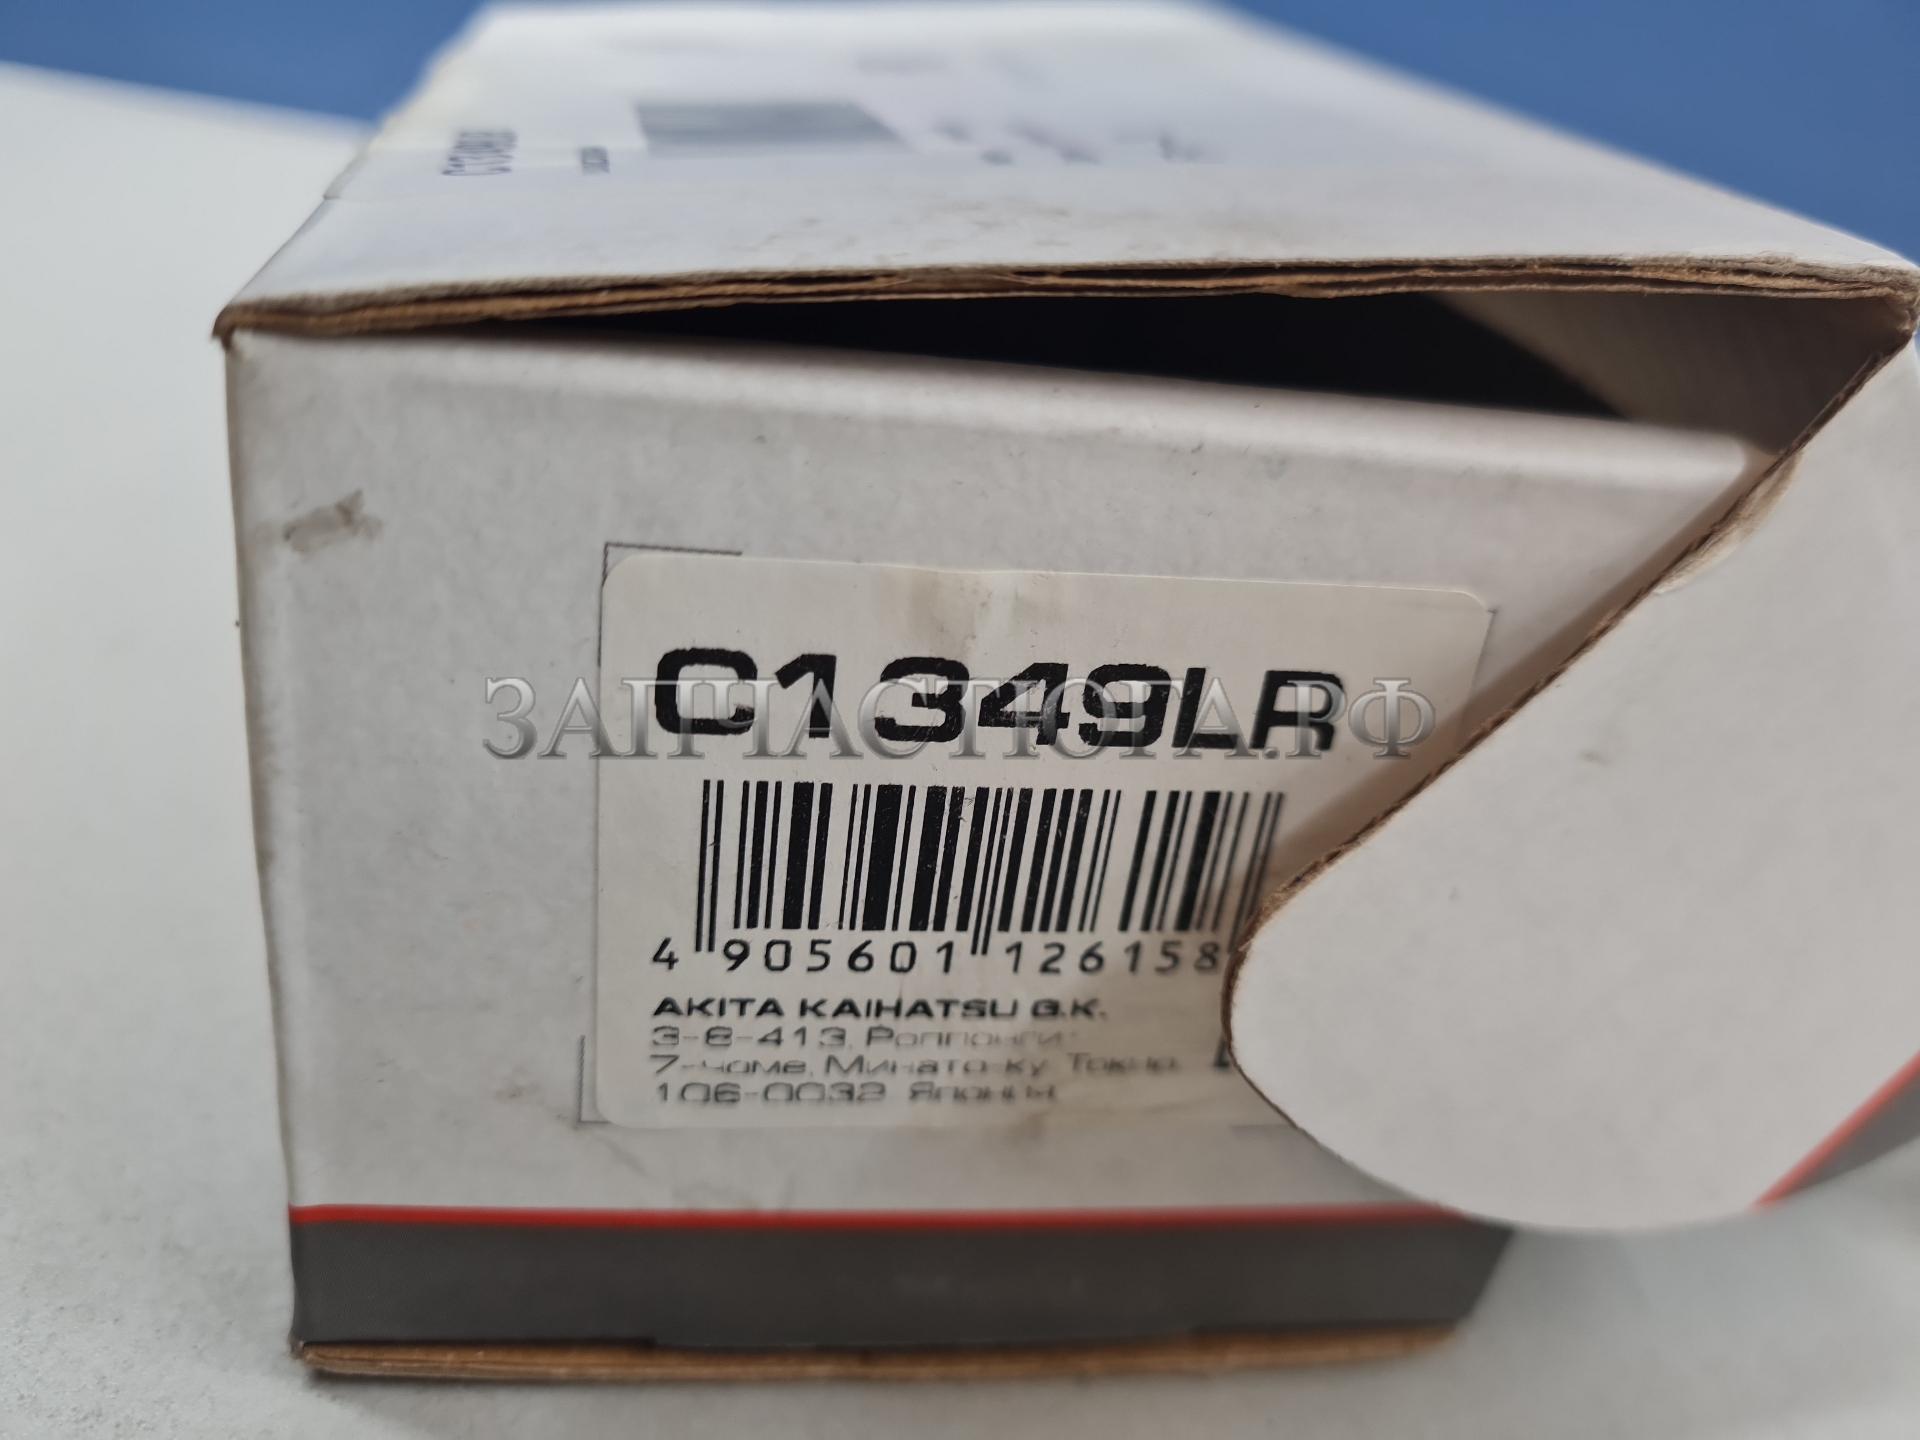 C1349LR
ЗАПЧАСТЮГА.РФ
4 905601 126158
AKITA KAIHATSU G.K.
3-8-413, Роппонги
7-чоме, Минато-ку, Токио,
106-0032 Япония